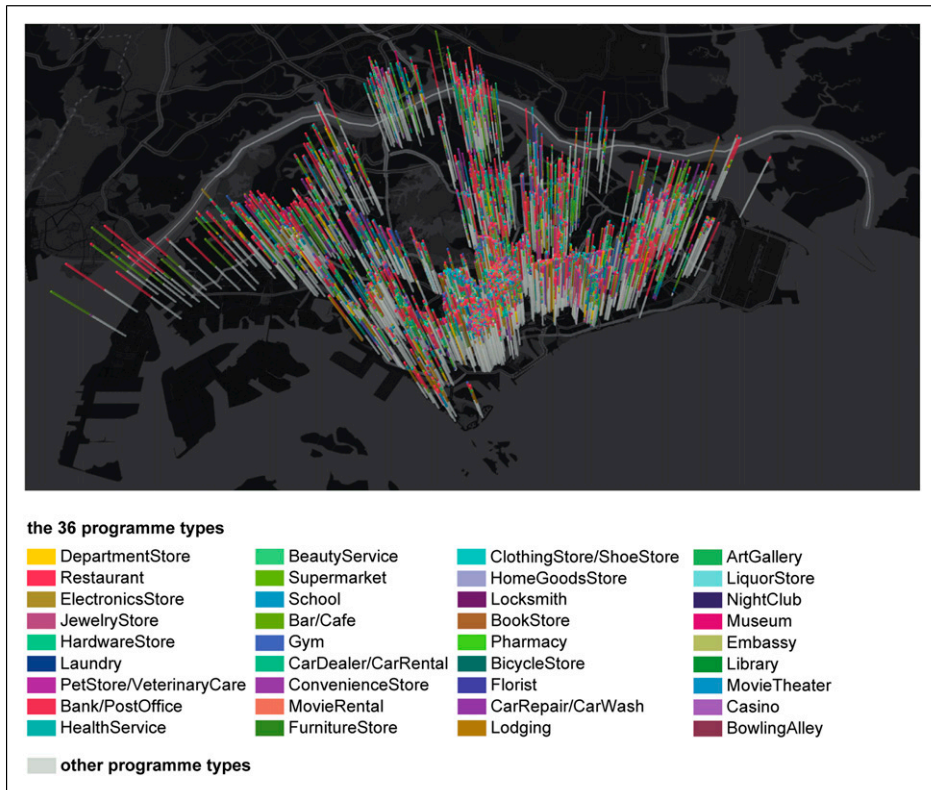 the 36 programme types
DepartmentStore BeautyService ClothingStore/ShoeStore ArtGallery
Restaurant Supermarket HomeGoodsStore LiquorStore
ElectronicsStore School Locksmith NightClub
JewelryStore Bar/Cafe BookStore Museum
HardwareStore Gym Pharmacy Embassy
Laundry CarDealer/CarRental BicycleStore Library
PetStore/VeterinaryCare ConvenienceStore Florist MovieTheater
Bank/PostOffice MovieRental CarRepair/CarWash Casino
HealthService FurnitureStore Lodging BowlingAlley
other programme types